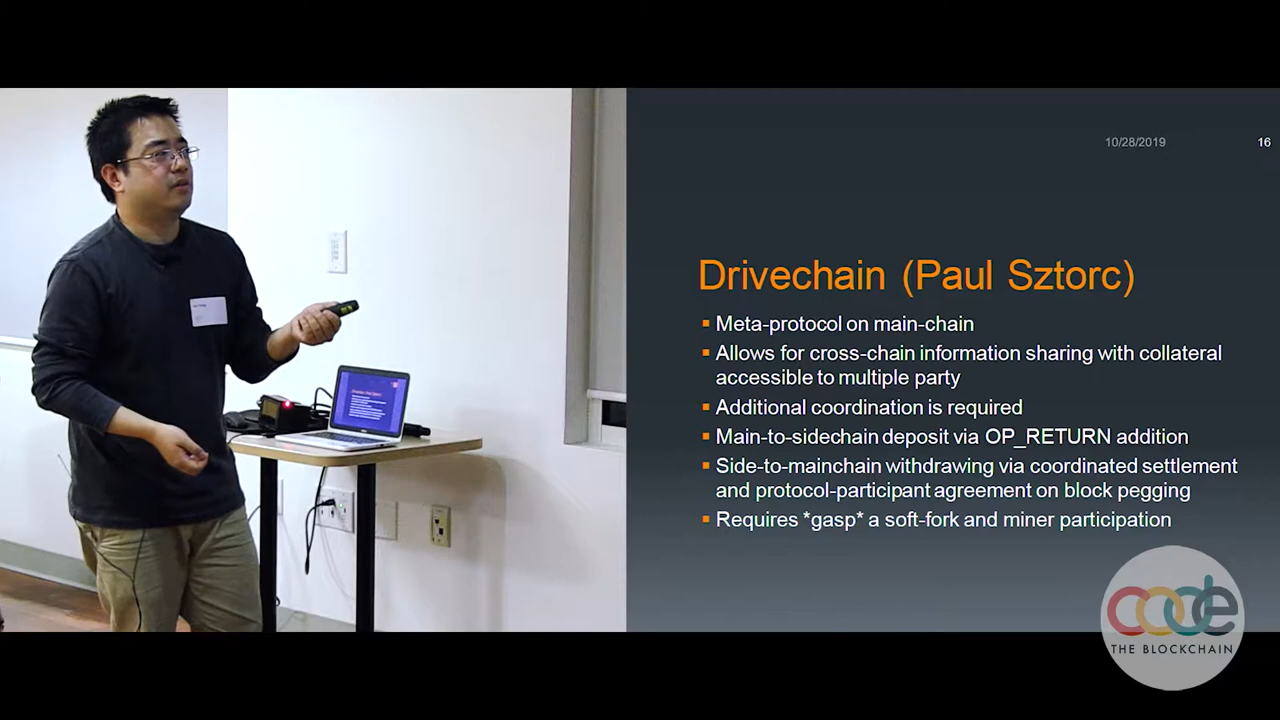 10/28/2019
16
Drivechain (Paul Sztorc)
Meta-protocol on main-chain
Allows for cross-chain information sharing with collateral
accessible to multiple party
Additional coordination is required
Main-to-sidechain deposit via OP_RETURN addition
Side-to-mainchain withdrawing via coordinated settlement
and protocol-participant agreement on block pegging
Requires *gasp* a soft-fork and miner participation
code
THE BLOCKCHAIN